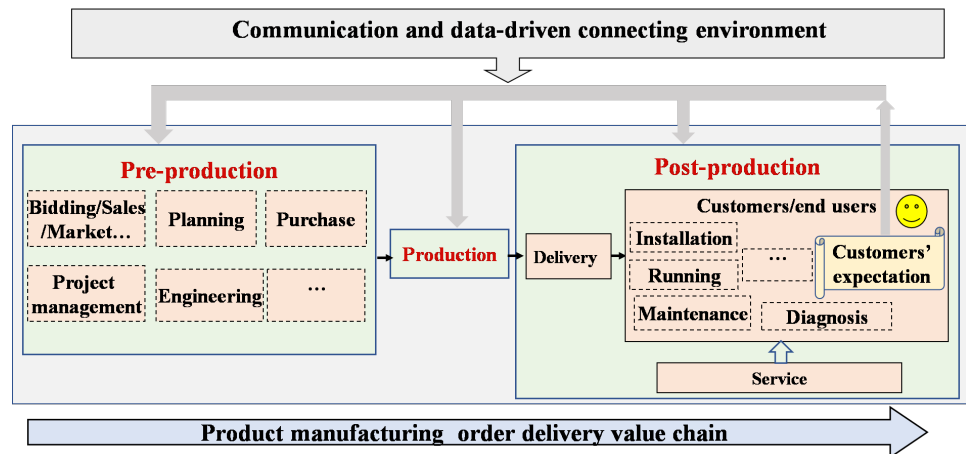 Communication and data-driven connecting environment
Pre-production
Bidding/Sales
/Market…
Planning
Purchase
Project
management
Engineering
…
Production
Post-production
Delivery
Customers/end users
Installation
Running
Maintenance
…
Diagnosis
Customers’
expectation
Service
Product manufacturing order delivery value chain